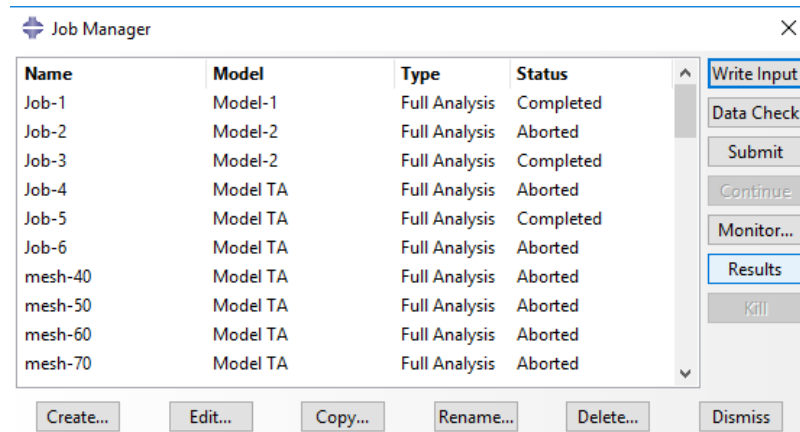 Job Manager
Name Model Type Status
Job-1 Model-1 Full Analysis Completed
Job-2 Model-2 Full Analysis Aborted
Job-3 Model-2 Full Analysis Completed
Job-4 Model TA Full Analysis Aborted
Job-5 Model TA Full Analysis Completed
Job-6 Model TA Full Analysis Aborted
mesh-40 Model TA Full Analysis Aborted
mesh-50 Model TA Full Analysis Aborted
mesh-60 Model TA Full Analysis Aborted
mesh-70 Model TA Full Analysis Aborted
Write Input
Data Check
Submit
Continue
Monitor...
Results
Kill
Create... Edit... Copy... Rename... Delete... Dismiss